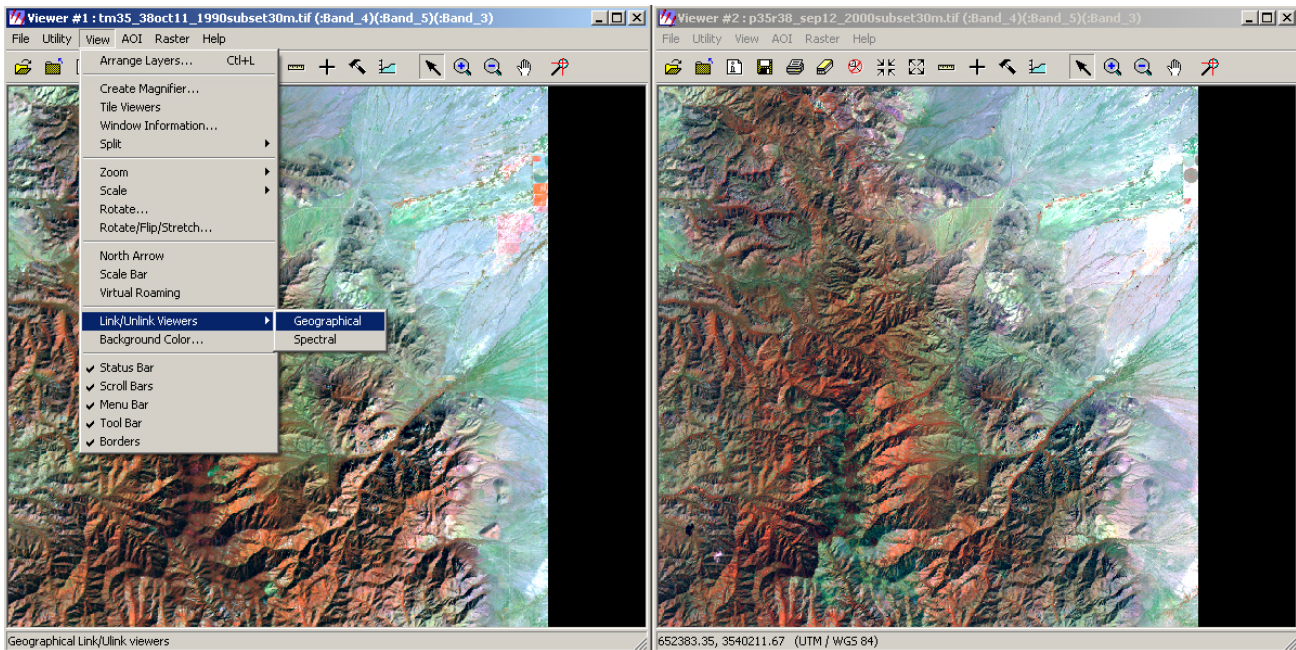 Viewer #1 : tm35_38oct11_1990subset30m.tif (:Band_4)(:Band_5)(:Band_3)
File Utility View AOI Raster Help
Arrange Layers... Ctl+L
Create Magnifier...
Tile Viewers
Window Information...
Split
Zoom
Scale
Rotate...
Rotate/Flip/Stretch...
North Arrow
Scale Bar
Virtual Roaming
Link/Unlink Viewers
Geographical
Spectral
Background Color...
Status Bar
Scroll Bars
Menu Bar
Tool Bar
Borders
Geographical Link/Ulink viewers
Viewer #2 : p35r38_sep12_2000subset30m.tif (:Band_4)(:Band_5)(:Band_3)
File Utility View AOI Raster Help
652383.35, 3540211.67 (UTM / WGS 84)